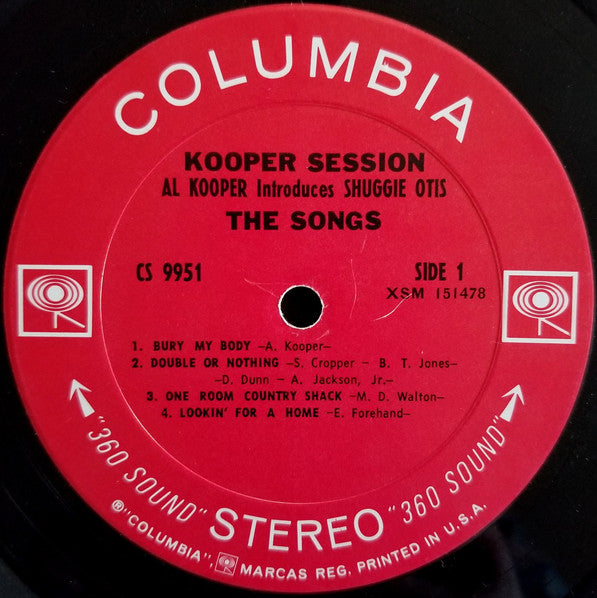 COLUMBIA
KOOPER SESSION
AL KOOPER Introduces SHUGGIE OTIS
THE SONGS
CS 9951
SIDE 1
XSM 151478
1. BURY MY BODY –A. Kooper–
2. DOUBLE OR NOTHING –S. Cropper – B. T. Jones–
–D. Dunn – A. Jackson, Jr.–
3. ONE ROOM COUNTRY SHACK –M. D. Walton–
4. LOOKIN' FOR A HOME –E. Forehand–
"360 SOUND" STEREO "360 SOUND"
®"COLUMBIA", MARCAS REG. PRINTED IN U.S.A.